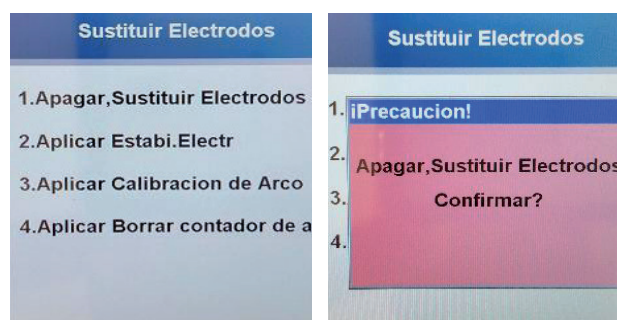 Sustituir Electrodos
1.Apagar,Sustituir Electrodos
2.Aplicar Estabi.Electr
3.Aplicar Calibracion de Arco
4.Aplicar Borrar contador de a
Sustituir Electrodos
1.
¡Precaucion!
2.
Apagar,Sustituir Electrodos
3.
Confirmar?
4.